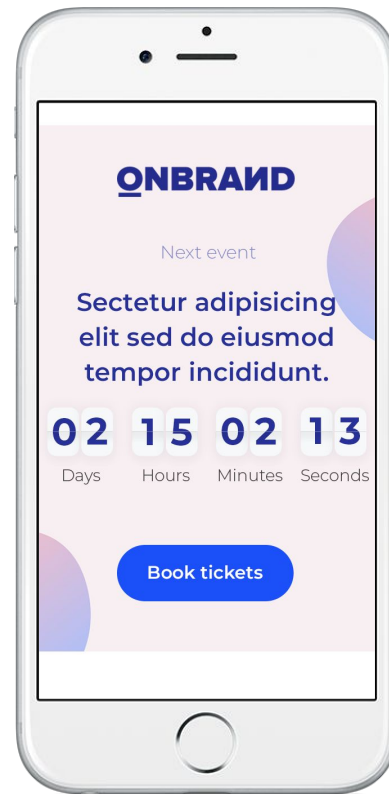 ONBRAИD
Next event
Sectetur adipisicing
elit sed do eiusmod
tempor incididunt.
02 15 02 13
Days Hours Minutes Seconds
Book tickets